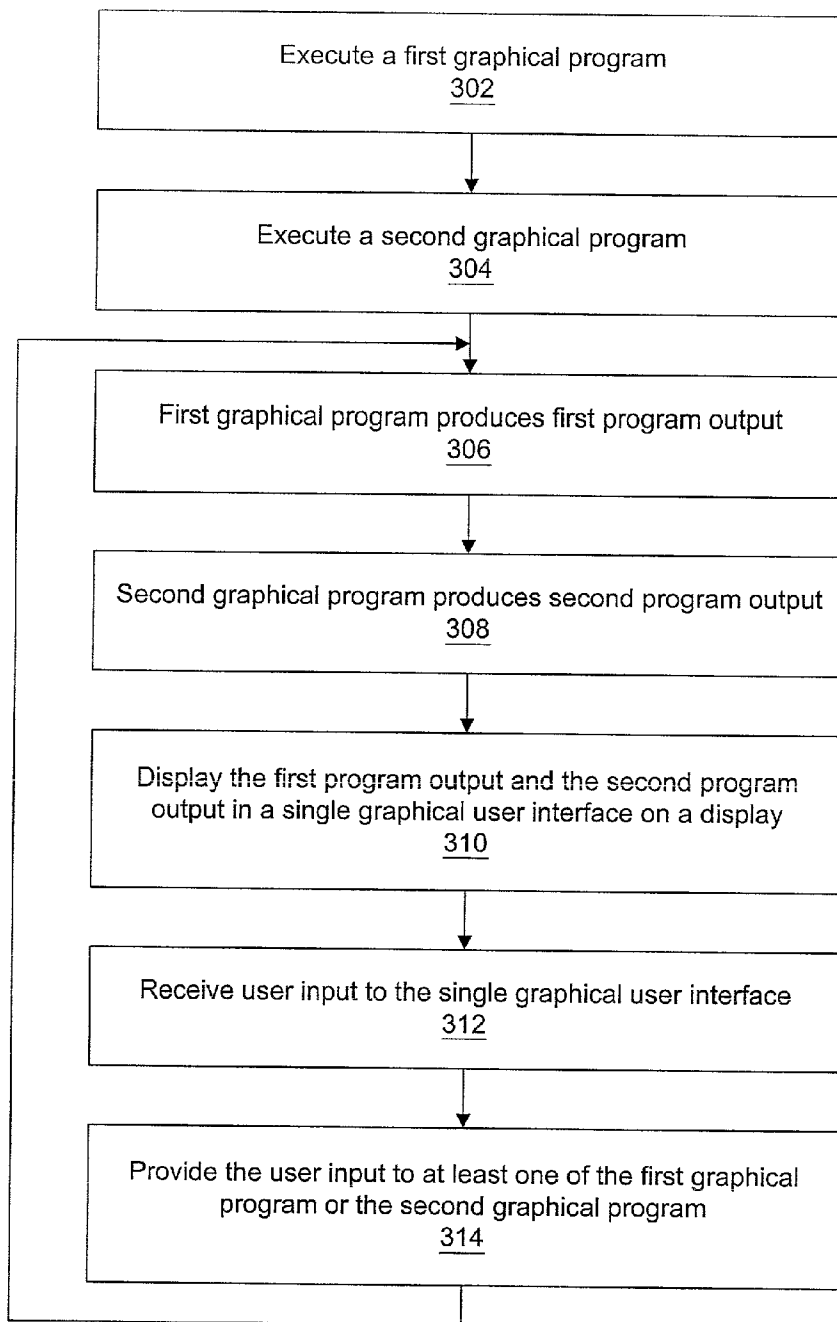 Execute a first graphical program
302
Execute a second graphical program
304
First graphical program produces first program output
306
Second graphical program produces second program output
308
Display the first program output and the second program
output in a single graphical user interface on a display
310
Receive user input to the single graphical user interface
312
Provide the user input to at least one of the first graphical
program or the second graphical program
314